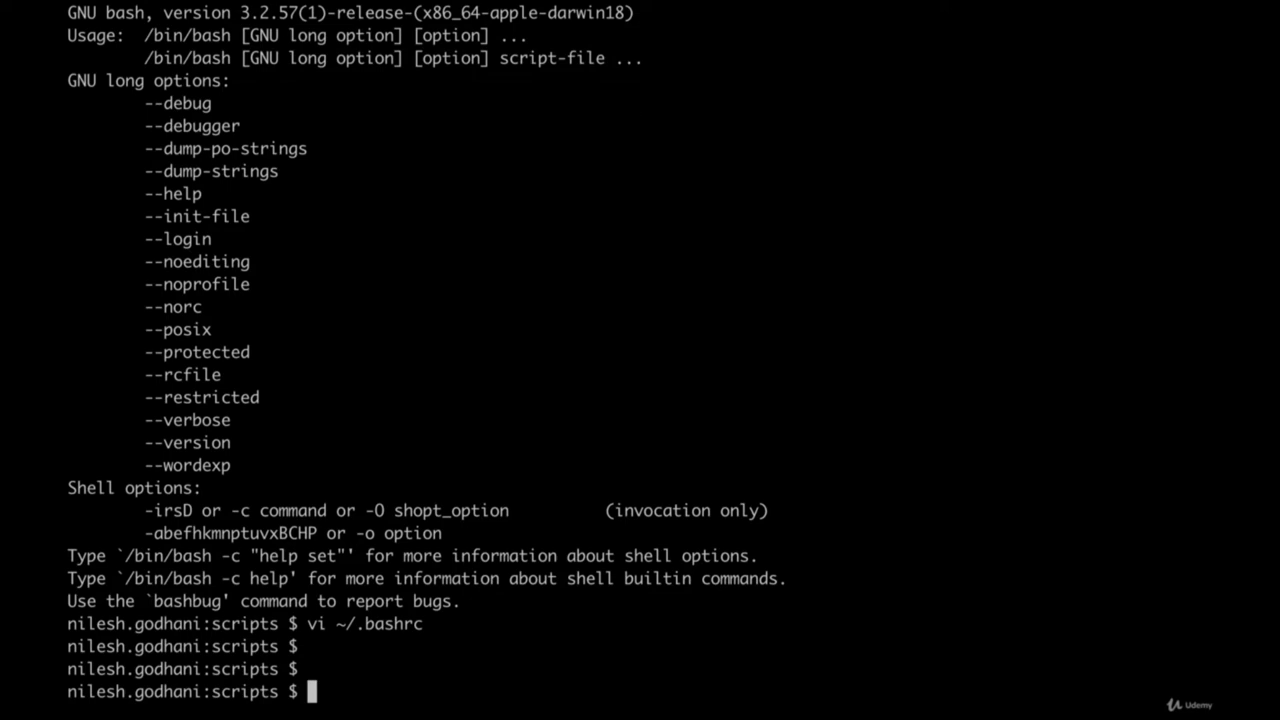 GNU bash, version 3.2.57(1)-release-(x86_64-apple-darwin18)
Usage:  /bin/bash [GNU long option] [option] ...
        /bin/bash [GNU long option] [option] script-file ...
GNU long options:
        --debug
        --debugger
        --dump-po-strings
        --dump-strings
        --help
        --init-file
        --login
        --noediting
        --noprofile
        --norc
        --posix
        --protected
        --rcfile
        --restricted
        --verbose
        --version
        --wordexp
Shell options:
        -irsD or -c command or -O shopt_option          (invocation only)
        -abefhkmnptuvxBCHP or -o option
Type `/bin/bash -c "help set"' for more information about shell options.
Type `/bin/bash -c help' for more information about shell builtin commands.
Use the `bashbug' command to report bugs.
nilesh.godhani:scripts $ vi ~/.bashrc
nilesh.godhani:scripts $
nilesh.godhani:scripts $
nilesh.godhani:scripts $
Udemy